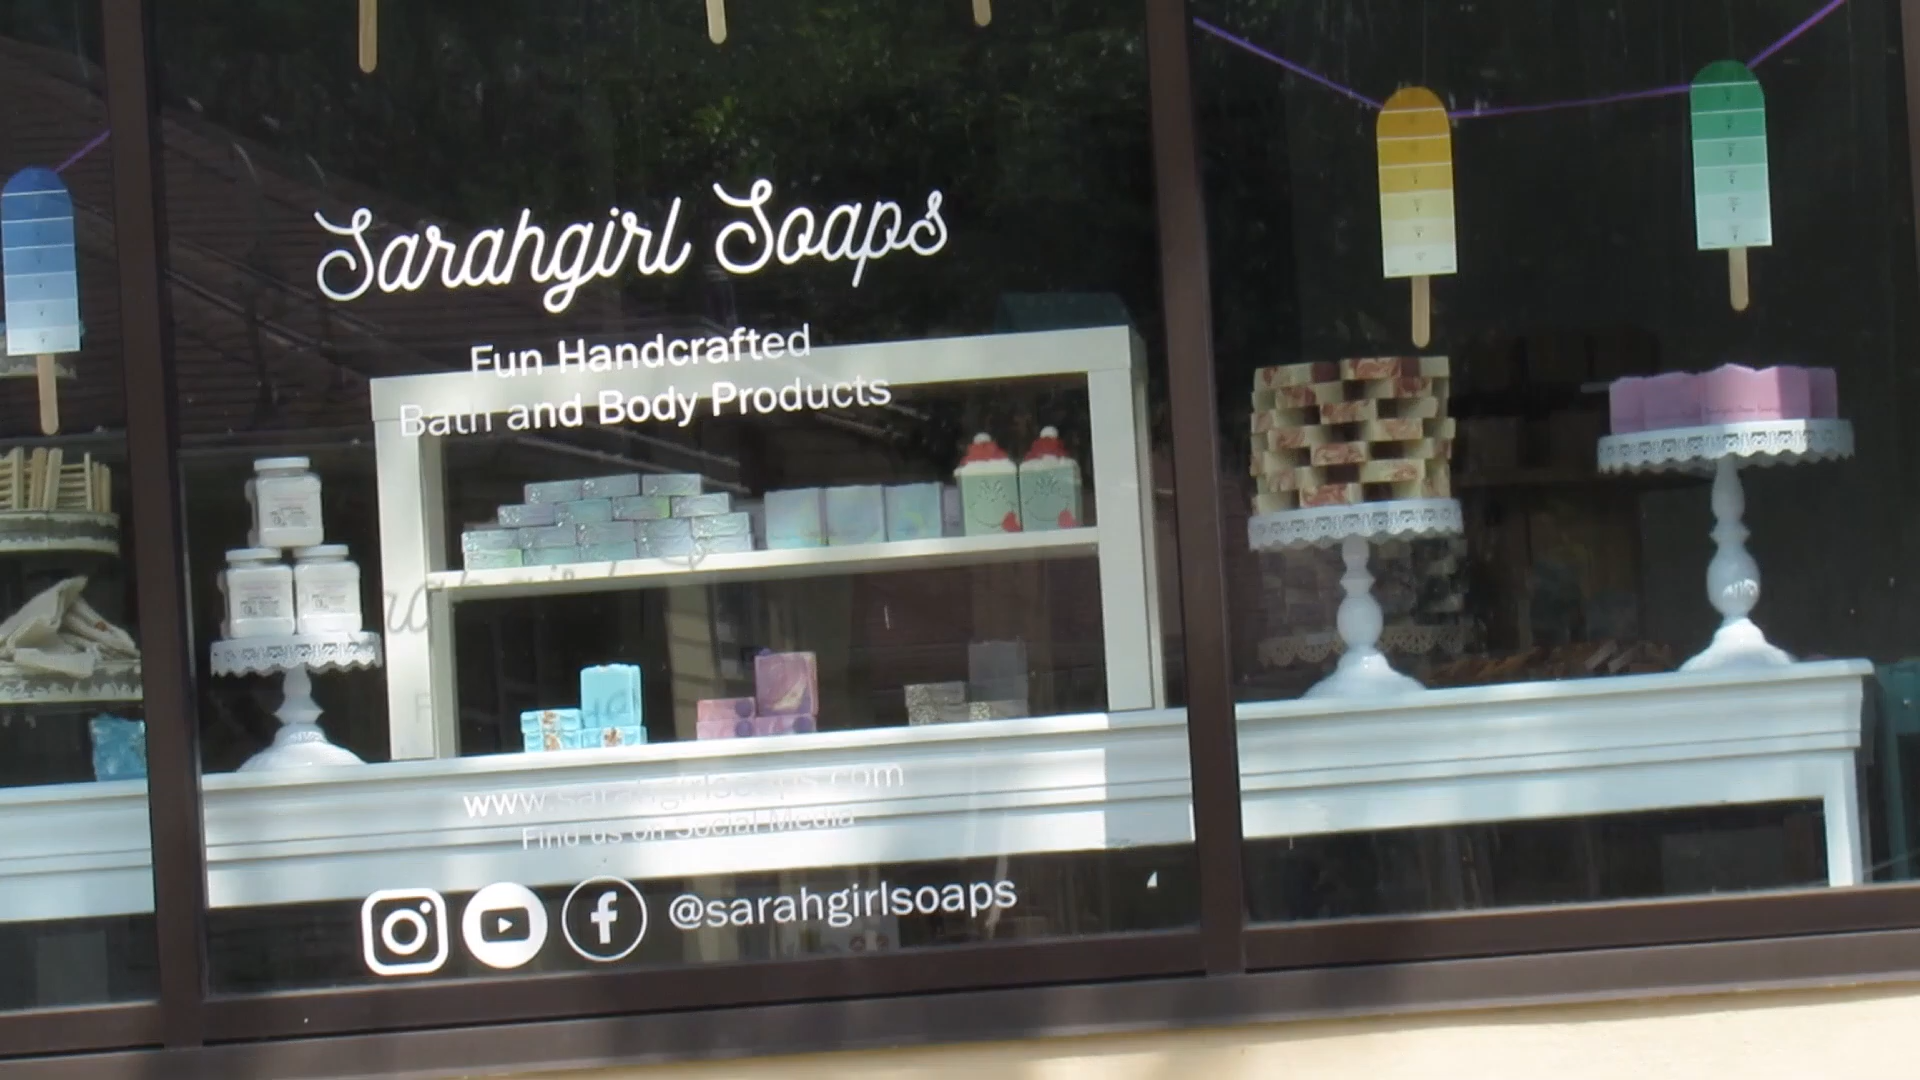 Sarahgirl Soaps
Fun Handcrafted
Bath and Body Products
www.sarahgirlsoaps.com
Find us on Social Media
@sarahgirlsoaps